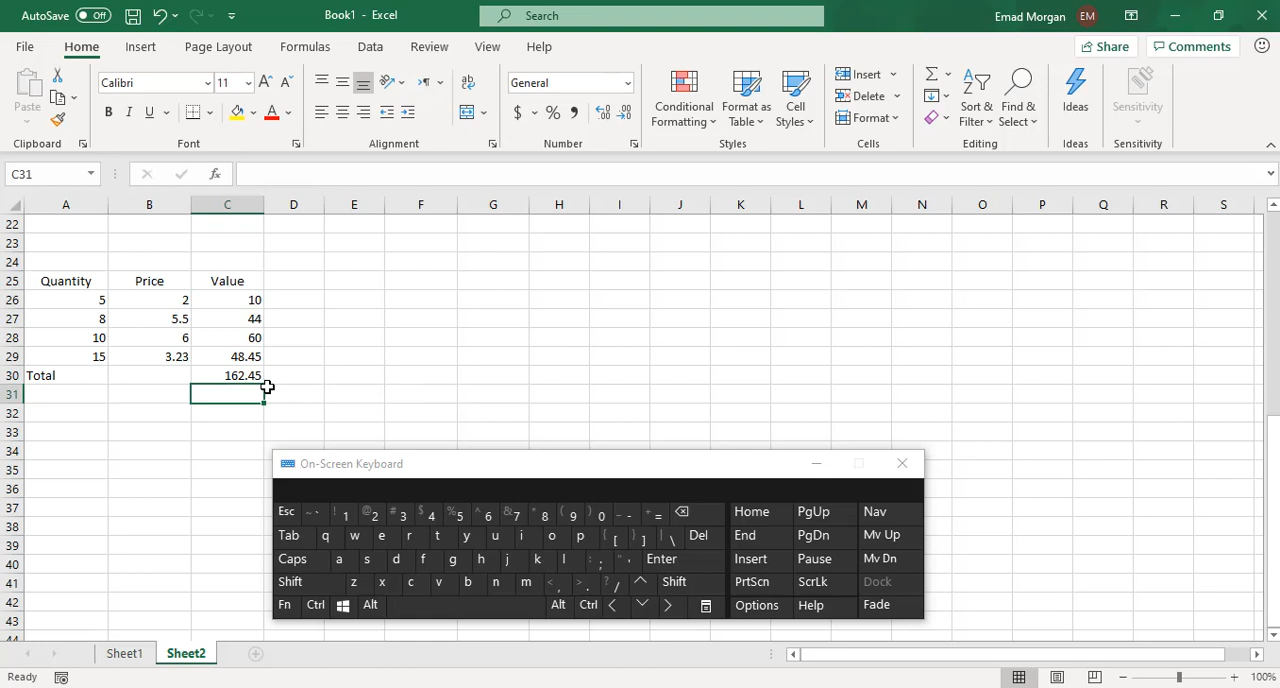 AutoSave Off Book1 - Excel Search Emad Morgan EM
File Home Insert Page Layout Formulas Data Review View Help Share Comments
Paste Calibri 11 General Conditional Formatting Format as Table Cell Styles Insert Delete Format Sort & Filter Find & Select Ideas Sensitivity
Clipboard Font Alignment Number Styles Cells Editing Ideas Sensitivity
C31 fx
A B C D E F G H I J K L M N O P Q R S
22
23
24
25 Quantity Price Value
26 5 2 10
27 8 5.5 44
28 10 6 60
29 15 3.23 48.45
30 Total 162.45
31
32
33
34
35
36
37
38
39
40
41
42
43
44
On-Screen Keyboard
Esc ~ ` ! 1 @ 2 # 3 $ 4 % 5 ^ 6 & 7 * 8 ( 9 ) 0 _ - + = Home PgUp Nav
Tab q w e r t y u i o p { [ } ] | \ Del End PgDn Mv Up
Caps a s d f g h j k l : ; " ' Enter Insert Pause Mv Dn
Shift z x c v b n m < , > . ? / Shift PrtScn ScrLk Dock
Fn Ctrl Alt Alt Ctrl Options Help Fade
Sheet1 Sheet2
Ready 100%